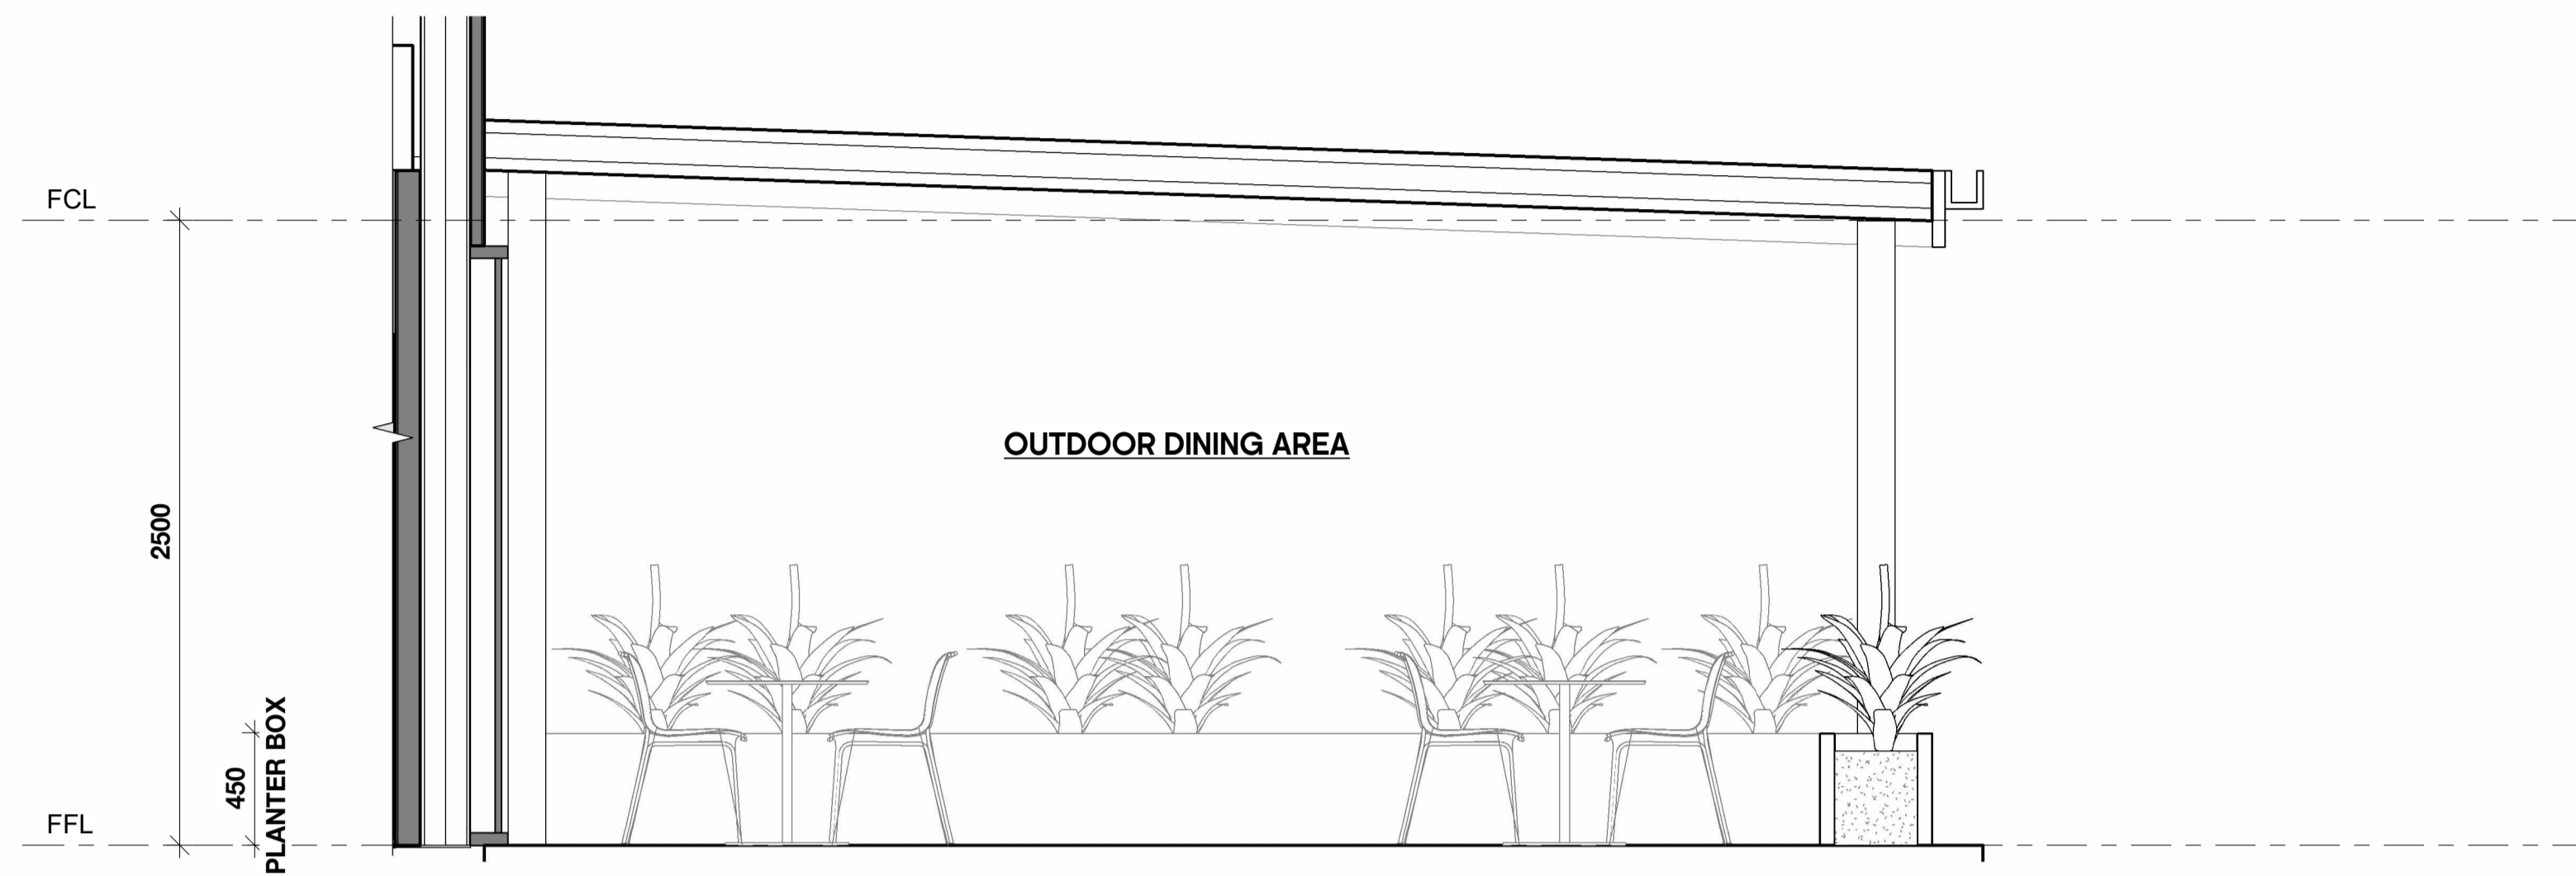 FCL
2500
OUTDOOR DINING AREA
450
PLANTER BOX
FFL